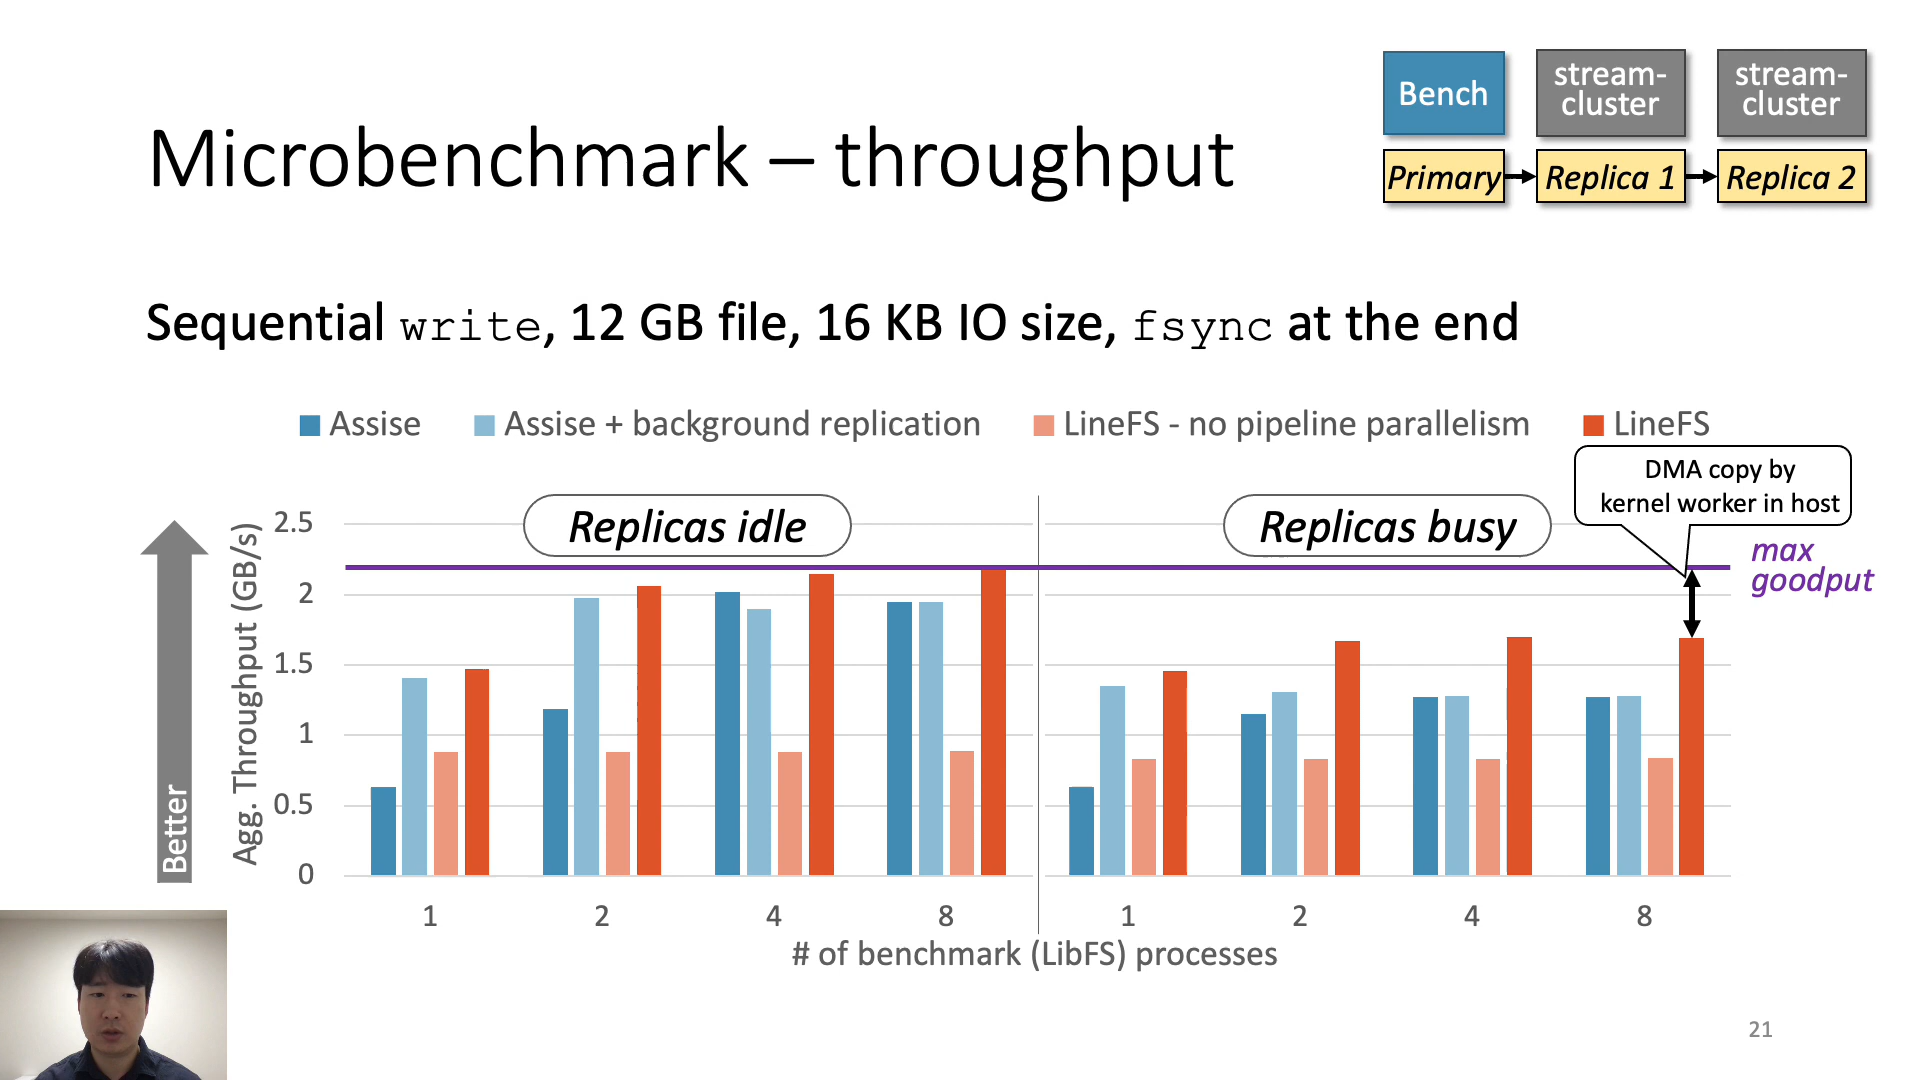 Bench
stream-
cluster
stream-
cluster
Primary
Replica 1
Replica 2
Microbenchmark – throughput
Sequential write, 12 GB file, 16 KB IO size, fsync at the end
Assise
Assise + background replication
LineFS - no pipeline parallelism
LineFS
DMA copy by
kernel worker in host
Replicas idle
Replicas busy
max
goodput
Better
Agg. Throughput (GB/s)
2.5
2
1.5
1
0.5
0
1 2 4 8 1 2 4 8
# of benchmark (LibFS) processes
21